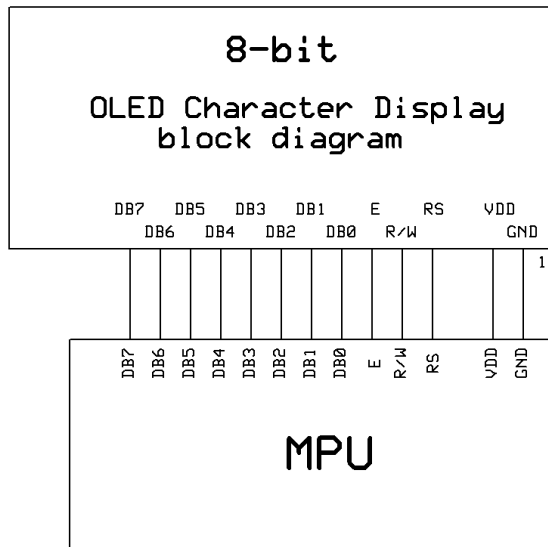 8-bit
OLED Character Display
block diagram
DB7 DB5 DB3 DB1 E RS VDD
DB6 DB4 DB2 DB0 R/W GND
1
DB7 DB6 DB5 DB4 DB3 DB2 DB1 DB0 E R/W RS VDD GND
MPU